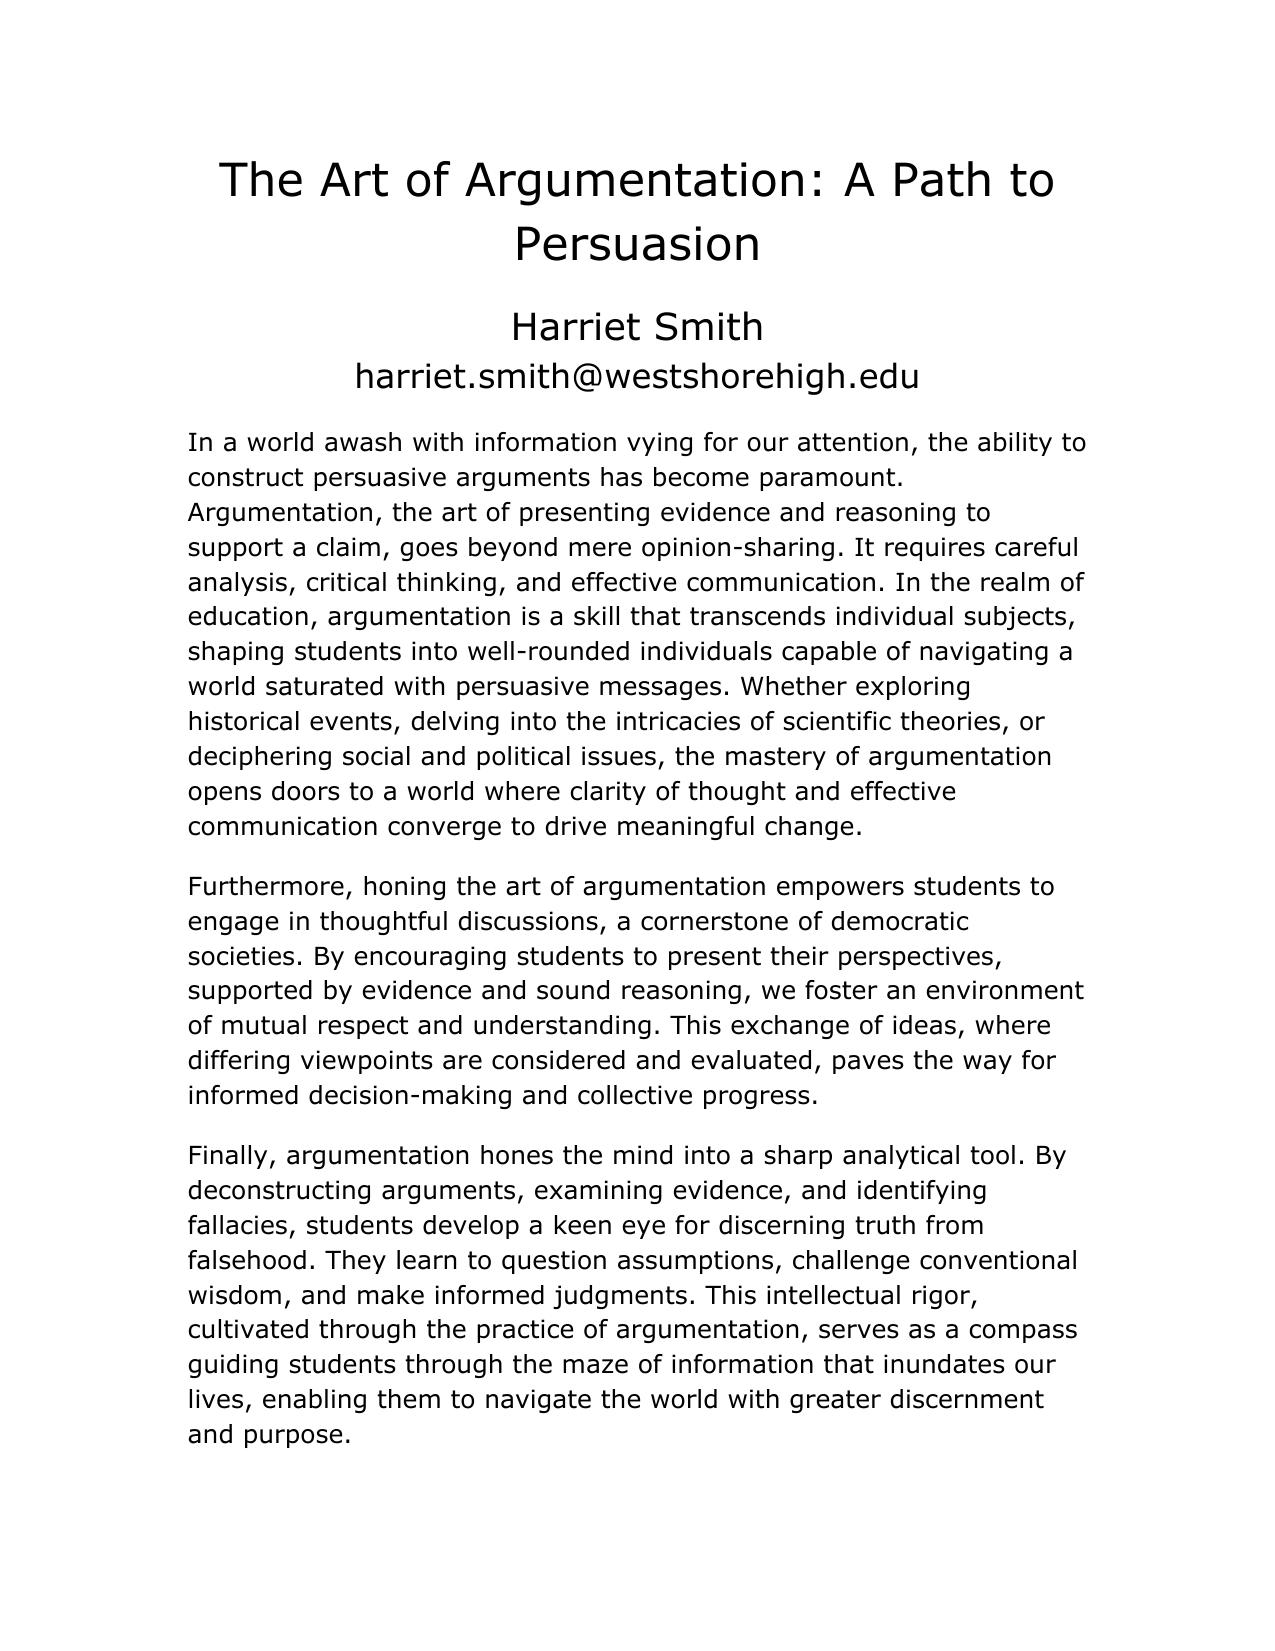 The Art of Argumentation: A Path to
Persuasion
Harriet Smith
harriet.smith@westshorehigh.edu
In a world awash with information vying for our attention, the ability to
construct persuasive arguments has become paramount.
Argumentation, the art of presenting evidence and reasoning to
support a claim, goes beyond mere opinion-sharing. It requires careful
analysis, critical thinking, and effective communication. In the realm of
education, argumentation is a skill that transcends individual subjects,
shaping students into well-rounded individuals capable of navigating a
world saturated with persuasive messages. Whether exploring
historical events, delving into the intricacies of scientific theories, or
deciphering social and political issues, the mastery of argumentation
opens doors to a world where clarity of thought and effective
communication converge to drive meaningful change.
Furthermore, honing the art of argumentation empowers students to
engage in thoughtful discussions, a cornerstone of democratic
societies. By encouraging students to present their perspectives,
supported by evidence and sound reasoning, we foster an environment
of mutual respect and understanding. This exchange of ideas, where
differing viewpoints are considered and evaluated, paves the way for
informed decision-making and collective progress.
Finally, argumentation hones the mind into a sharp analytical tool. By
deconstructing arguments, examining evidence, and identifying
fallacies, students develop a keen eye for discerning truth from
falsehood. They learn to question assumptions, challenge conventional
wisdom, and make informed judgments. This intellectual rigor,
cultivated through the practice of argumentation, serves as a compass
guiding students through the maze of information that inundates our
lives, enabling them to navigate the world with greater discernment
and purpose.